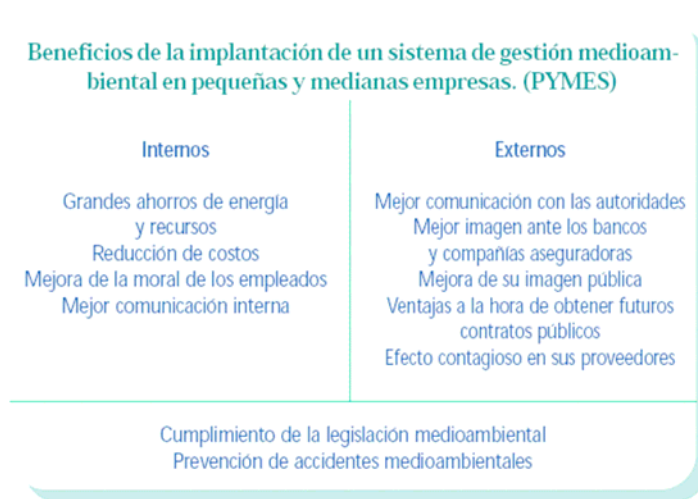 Beneficios de la implantación de un sistema de gestión medioam-
biental en pequeñas y medianas empresas. (PYMES)
Internos
Grandes ahorros de energía
y recursos
Reducción de costos
Mejora de la moral de los empleados
Mejor comunicación interna
Externos
Mejor comunicación con las autoridades
Mejor imagen ante los bancos
y compañías aseguradoras
Mejora de su imagen pública
Ventajas a la hora de obtener futuros
contratos públicos
Efecto contagioso en sus proveedores
Cumplimiento de la legislación medioambiental
Prevención de accidentes medioambientales